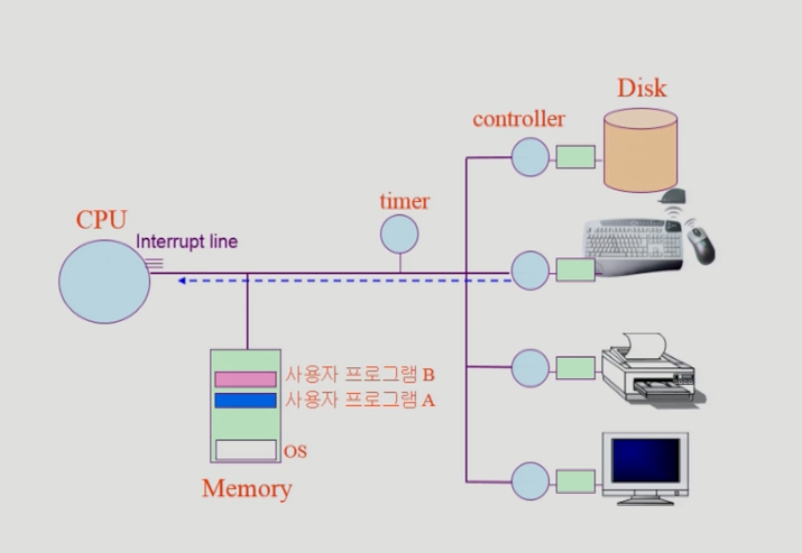 Disk
controller
timer
CPU
Interrupt line
사용자 프로그램 B
사용자 프로그램 A
OS
Memory